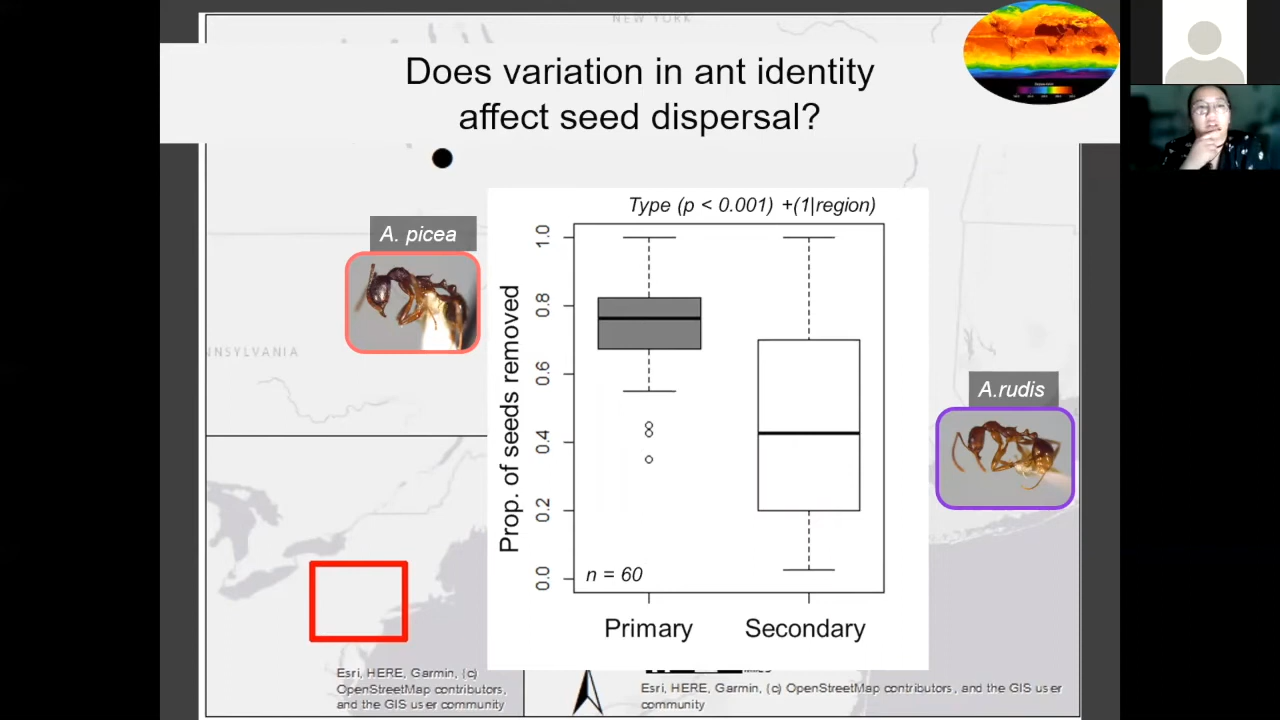 NEW YORK
Does variation in ant identity
affect seed dispersal?
Type (p < 0.001) +(1|region)
A. picea
NNSYLVANIA
A.rudis
Prop. of seeds removed
1.0
0.8
0.6
0.4
0.2
0.0
n = 60
Primary
Secondary
Esri, HERE, Garmin, (c)
OpenStreetMap contributors,
and the GIS user community
Esri, HERE, Garmin, (c) OpenStreetMap contributors, and the GIS user
community